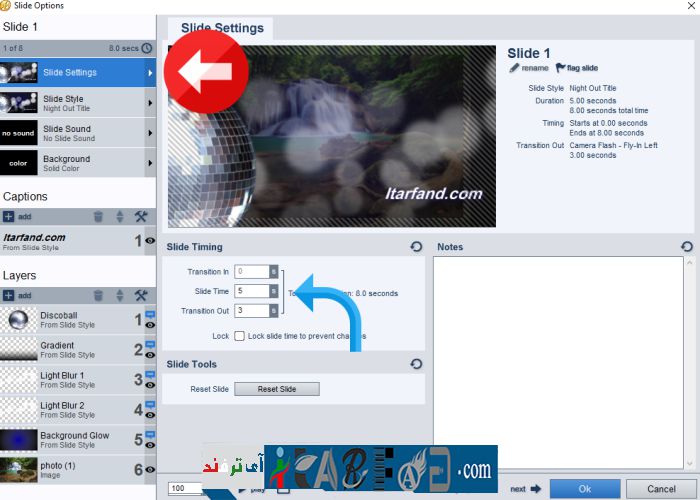 Slide Options
Slide 1
1 of 8 8.0 secs
Slide Settings
Slide Style
Night Out Title
no sound
Slide Sound
No Slide Sound
color
Background
Solid Color
Captions
add
Itarfand.com
From Slide Style
1
Layers
add
Discoball
From Slide Style
1
Gradient
From Slide Style
2
Light Blur 1
From Slide Style
3
Light Blur 2
From Slide Style
4
Background Glow
From Slide Style
5
photo (1)
Image
6
Slide Settings
Itarfand.com
Slide 1
rename flag slide
Slide Style Night Out Title
Duration 5.00 seconds
8.00 seconds total time
Timing Starts at 0.00 seconds
Ends at 8.00 seconds
Transition Out Camera Flash - Fly-In Left
3.00 seconds
Slide Timing
Transition In 0 s
Slide Time 5 s
: 8.0 seconds
Transition Out 3 s
Lock Lock slide time to prevent
Slide Tools
Reset Slide Reset Slide
Notes
آی ترفند
ITARFAND.com
100
play
next Ok Cancel